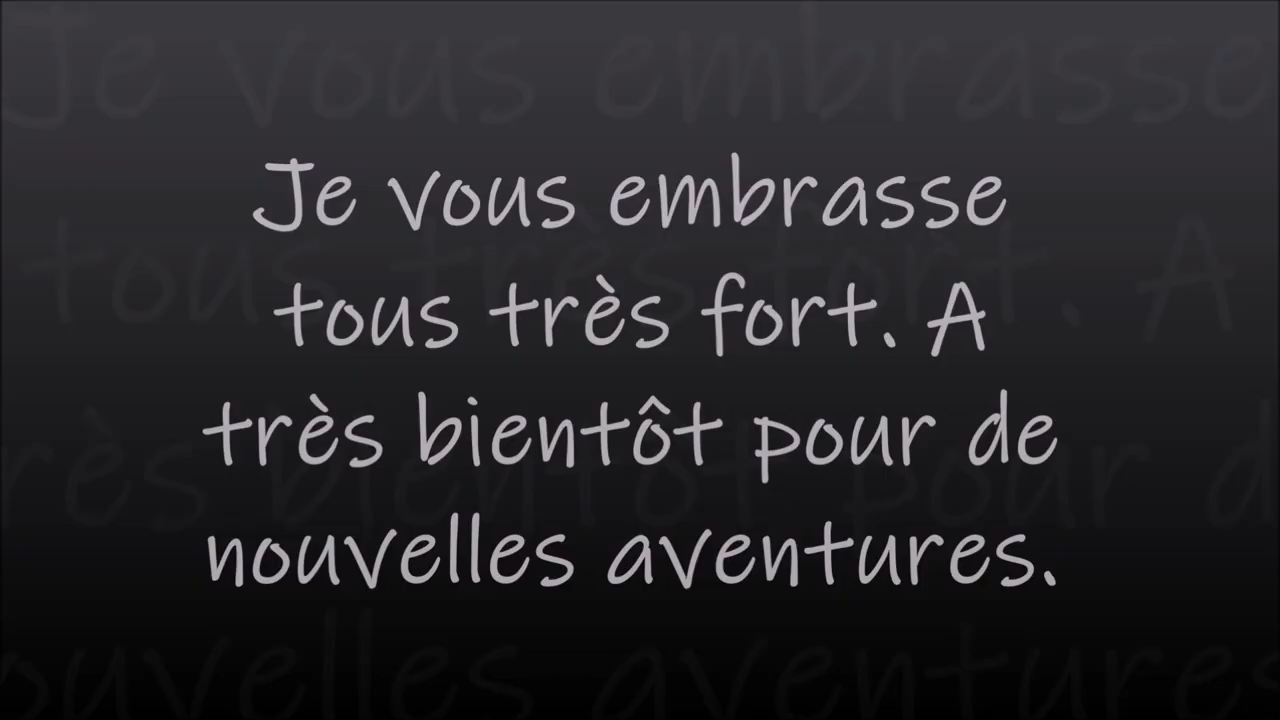 Je vous embrasse
tous très fort. A
très bientôt pour de
nouvelles aventures.